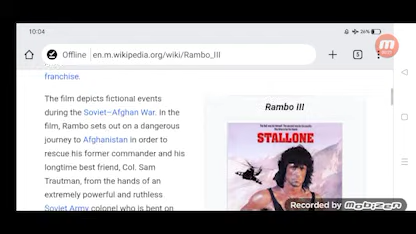 10:04
26%
Offline en.m.wikipedia.org/wiki/Rambo_III
5
franchise.
The film depicts fictional events
during the Soviet–Afghan War. In the
film, Rambo sets out on a dangerous
journey to Afghanistan in order to
rescue his former commander and his
longtime best friend, Col. Sam
Trautman, from the hands of an
extremely powerful and ruthless
Soviet Army colonel who is bent on
Rambo III
STALLONE
Recorded by mobizen